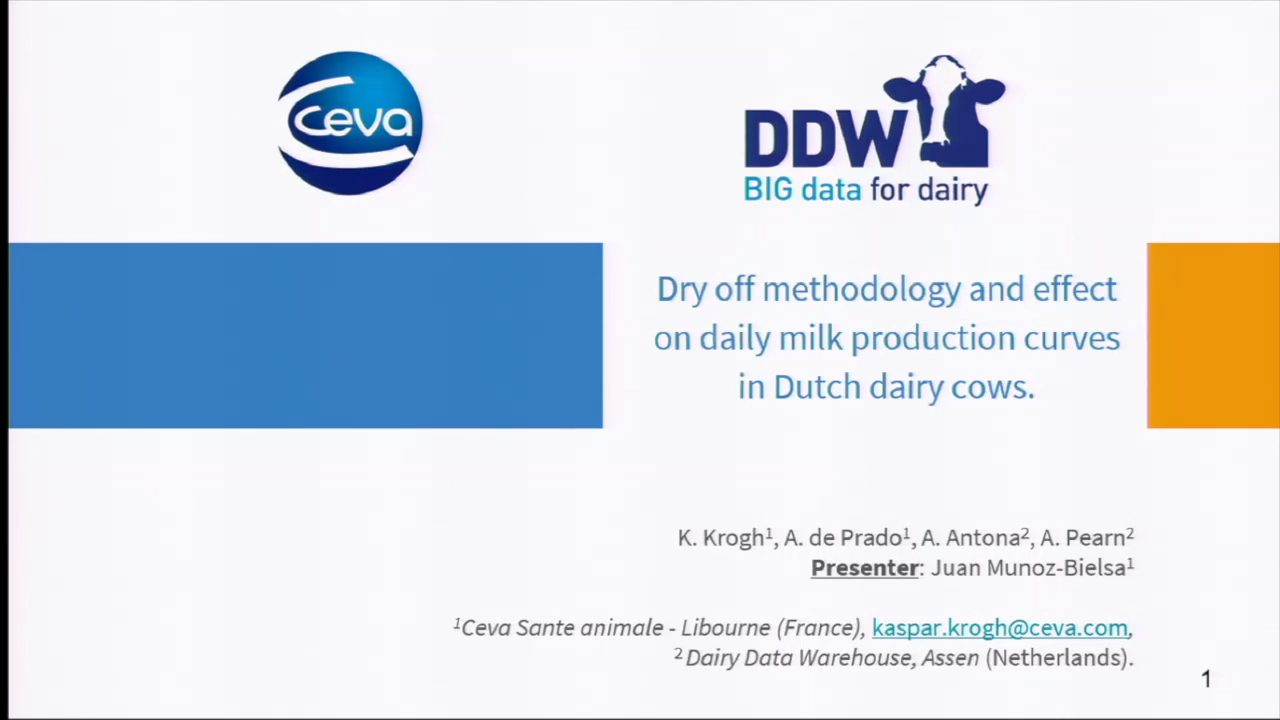 Ceva
DDW
BIG data for dairy
Dry off methodology and effect
on daily milk production curves
in Dutch dairy cows.
K. Krogh¹, A. de Prado¹, A. Antona², A. Pearn²
Presenter: Juan Munoz-Bielsa¹
¹Ceva Sante animale - Libourne (France), kaspar.krogh@ceva.com,
² Dairy Data Warehouse, Assen (Netherlands).
1